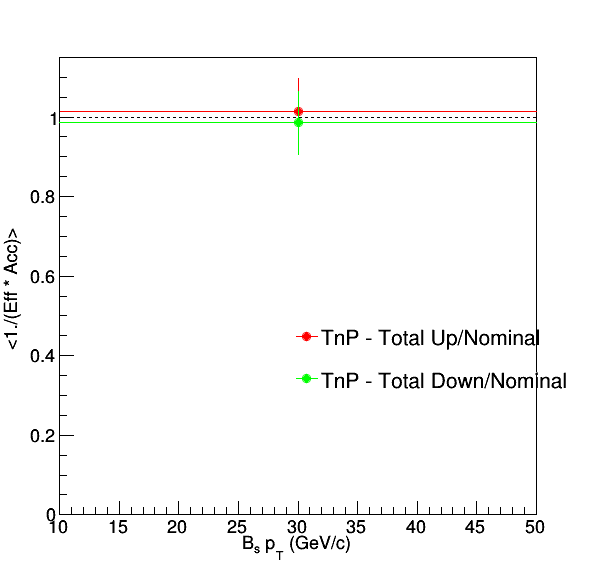 <1./(Eff * Acc)>
1
0.8
0.6
0.4
0.2
0
TnP - Total Up/Nominal
TnP - Total Down/Nominal
10 15 20 25 30 35 40 45 50
Bs pT (GeV/c)